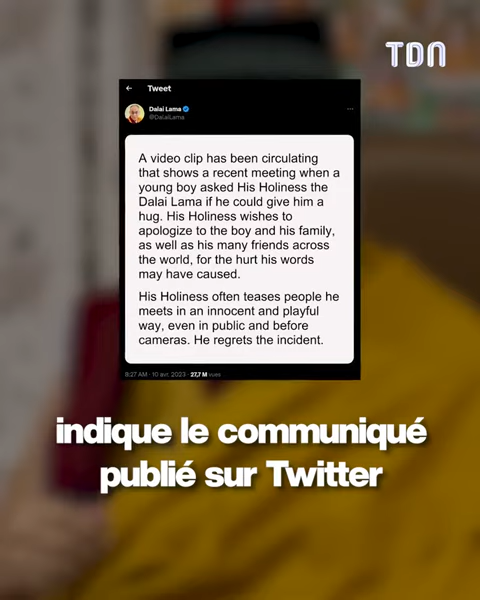 TDN
Tweet
Dalai Lama
@DalaiLama
A video clip has been circulating
that shows a recent meeting when a
young boy asked His Holiness the
Dalai Lama if he could give him a
hug. His Holiness wishes to
apologize to the boy and his family,
as well as his many friends across
the world, for the hurt his words
may have caused.
His Holiness often teases people he
meets in an innocent and playful
way, even in public and before
cameras. He regrets the incident.
8:27 AM · 10 avr. 2023 · 27,7 M vues
indique le communiqué
publié sur Twitter